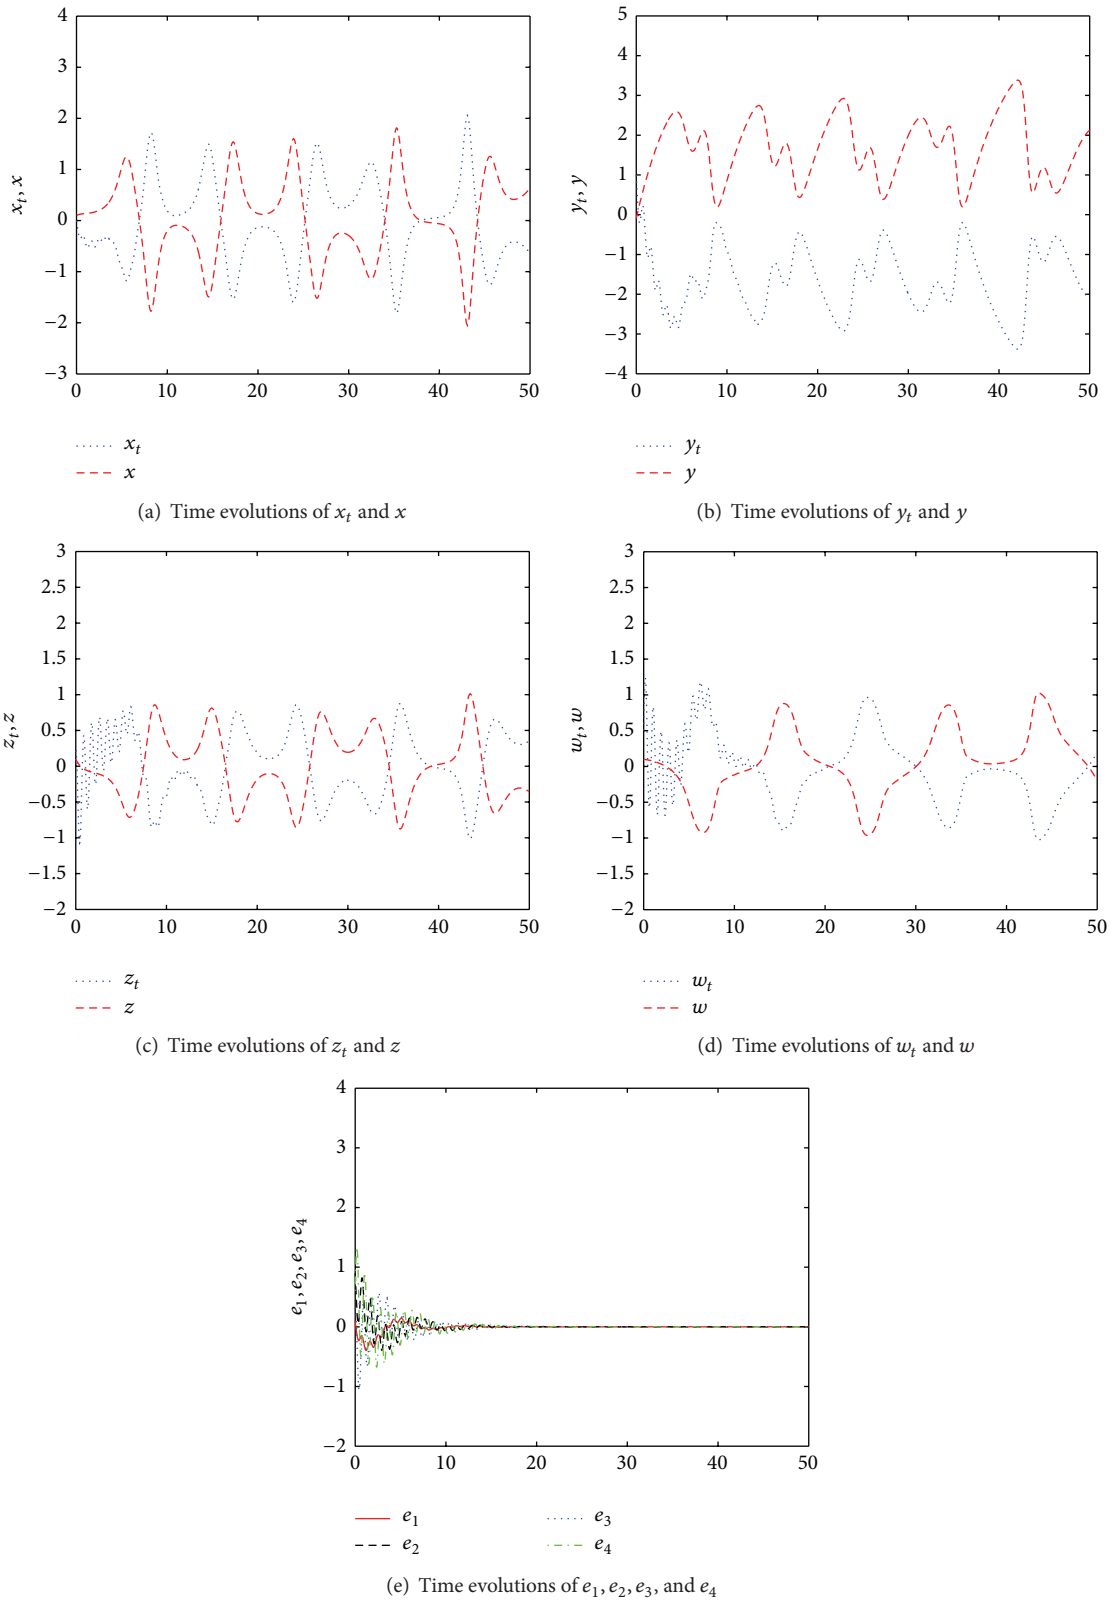 4
3
2
1
0
−1
−2
−3
x_t, x
0 10 20 30 40 50
x_t
x
(a) Time evolutions of x_t and x
5
4
3
2
1
0
−1
−2
−3
−4
y_t, y
0 10 20 30 40 50
y_t
y
(b) Time evolutions of y_t and y
3
2.5
2
1.5
1
0.5
0
−0.5
−1
−1.5
−2
z_t, z
0 10 20 30 40 50
z_t
z
(c) Time evolutions of z_t and z
3
2.5
2
1.5
1
0.5
0
−0.5
−1
−1.5
−2
w_t, w
0 10 20 30 40 50
w_t
w
(d) Time evolutions of w_t and w
4
3
2
1
0
−1
−2
e_1, e_2, e_3, e_4
0 10 20 30 40 50
e_1
e_2
e_3
e_4
(e) Time evolutions of e_1, e_2, e_3, and e_4